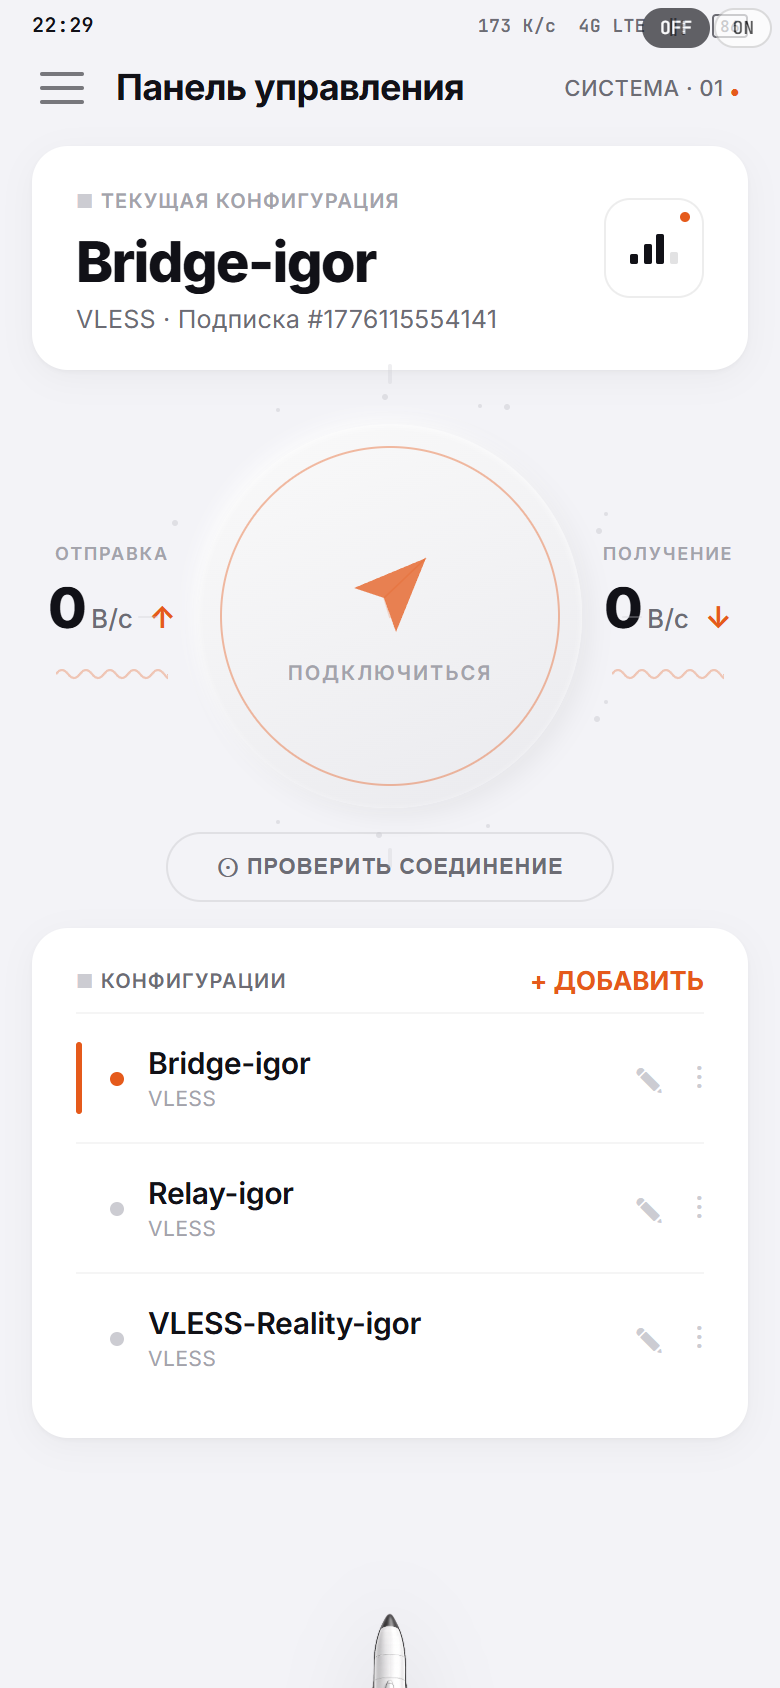 22:29
173 K/c 4G LTE OFF ON
Панель управления
СИСТЕМА · 01
ТЕКУЩАЯ КОНФИГУРАЦИЯ
Bridge-igor
VLESS · Подписка #1776115554141
ОТПРАВКА
0 B/c ↑
ПОДКЛЮЧИТЬСЯ
ПОЛУЧЕНИЕ
0 B/c ↓
ПРОВЕРИТЬ СОЕДИНЕНИЕ
КОНФИГУРАЦИИ
+ ДОБАВИТЬ
Bridge-igor
VLESS
Relay-igor
VLESS
VLESS-Reality-igor
VLESS